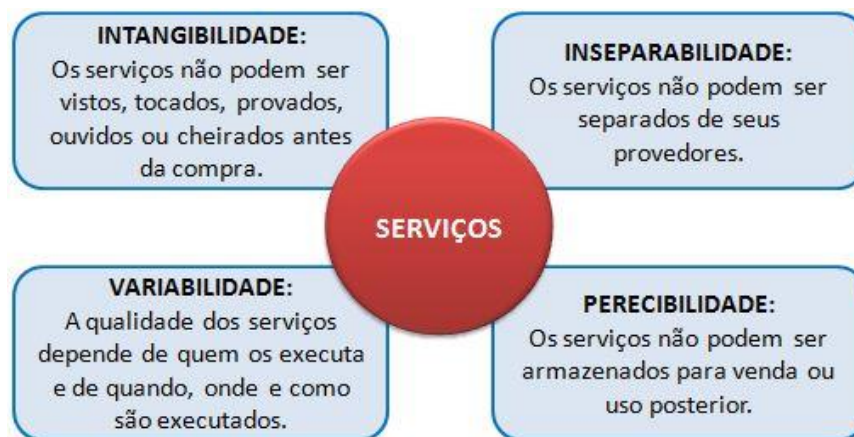 INTANGIBILIDADE:
Os serviços não podem ser
vistos, tocados, provados,
ouvidos ou cheirados antes
da compra.
INSEPARABILIDADE:
Os serviços não podem ser
separados de seus
provedores.
SERVIÇOS
VARIABILIDADE:
A qualidade dos serviços
depende de quem os executa
e de quando, onde e como
são executados.
PERECIBILIDADE:
Os serviços não podem ser
armazenados para venda ou
uso posterior.